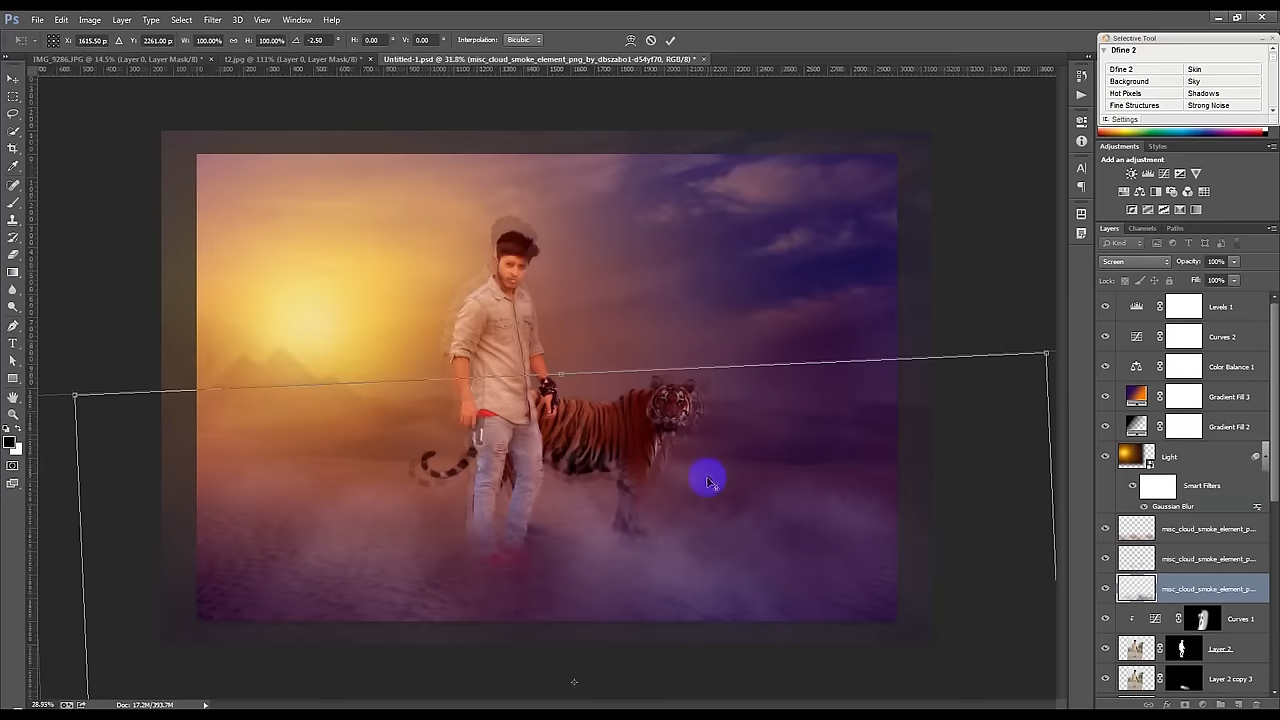 Ps File Edit Image Layer Type Select Filter 3D View Window Help
X: 1615.50 p Y: 2261.00 p W: 100.00% H: 100.00% -2.50 H: 0.00 V: 0.00 Interpolation: Bicubic
IMG_9286.JPG @ 14.5% (Layer 0, Layer Mask/8) * × t2.jpg @ 111% (Layer 0, Layer Mask/8) * × Untitled-1.psd @ 31.8% (misc_cloud_smoke_element_png_by_dbszabo1-d54yf70, RGB/8) * ×
Selective Tool
Dfine 2
Dfine 2 Skin
Background Sky
Hot Pixels Shadows
Fine Structures Strong Noise
Settings
Adjustments Styles
Add an adjustment
Layers Channels Paths
Kind
Screen Opacity: 100%
Lock: Fill: 100%
Levels 1
Curves 2
Color Balance 1
Gradient Fill 3
Gradient Fill 2
Light
Smart Filters
Gaussian Blur
misc_cloud_smoke_element_p...
misc_cloud_smoke_element_p...
misc_cloud_smoke_element_p...
Curves 1
Layer 2
Layer 2 copy 3
28.95% Doc: 17.2M/393.7M